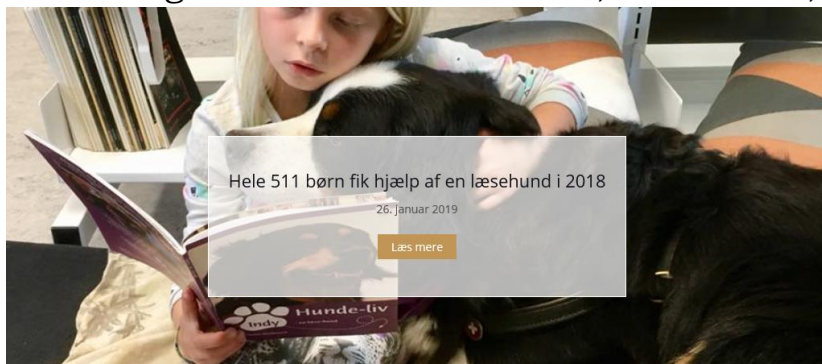 Hele 511 børn fik hjælp af en læsehund i 2018
26. januar 2019
Læs mere
Hunde-liv
Indy